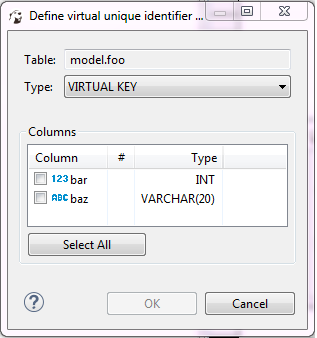 Define virtual unique identifier ...
Table: model.foo
Type: VIRTUAL KEY
Columns
Column # Type
123 bar INT
ABC baz VARCHAR(20)
Select All
? OK Cancel